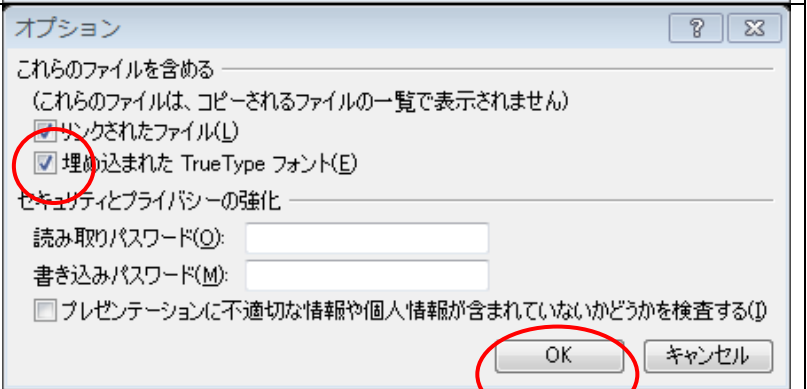 オプション
これらのファイルを含める
(これらのファイルは、コピーされるファイルの一覧で表示されません)
リンクされたファイル(L)
埋め込まれた TrueType フォント(E)
セキュリティとプライバシーの強化
読み取りパスワード(O):
書き込みパスワード(M):
プレゼンテーションに不適切な情報や個人情報が含まれていないかどうかを検査する(I)
OK キャンセル